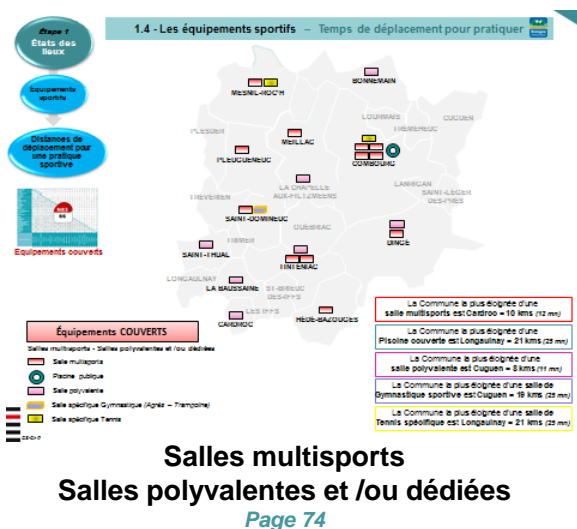 Étape 1
États des
lieux
1.4 - Les équipements sportifs – Temps de déplacement pour pratiquer
Equipements
sportifs
Distances de
déplacement pour
une pratique
sportive
Equipements couverts
BONNEMAIN
MESNIL-ROC'H
LOURMAIS
CUGUEN
TREMEHEUC
PLESDER
MEILLAC
PLEUGUENEUC
COMBOURG
LA CHAPELLE
AUX-FILTZMEENS
LANRIGAN
SAINT-LEGER
DES-PRES
TREVERIEN
SAINT-DOMINEUC
QUEBRIAC
DINGE
TRIMER
SAINT-THUAL
TINTENIAC
LONGAULNAY
LA BAUSSAINE
ST-BRIEUC
DES-IFFS
LES IFFS
CARDROC
HEDE-BAZOUGES
Équipements COUVERTS
Salles multisports - Salles polyvalentes et /ou dédiées
Salle multisports
Piscine publique
Salle polyvalente
Salle spécifique Gymnastique (Agrès – Trampoline)
Salle spécifique Tennis
La Commune la plus éloignée d'une
salle multisports est Cardroc = 10 kms (12 mn)
La Commune la plus éloignée d'une
Piscine couverte est Longaulnay = 21 kms (25 mn)
La Commune la plus éloignée d'une
salle polyvalente est Cuguen = 8 kms (11 mn)
La Commune la plus éloignée d'une salle de
Gymnastique sportive est Cuguen = 19 kms (25 mn)
La Commune la plus éloignée d'une salle de
Tennis spécifique est Longaulnay = 21 kms (25 mn)
Salles multisports
Salles polyvalentes et /ou dédiées
Page 74